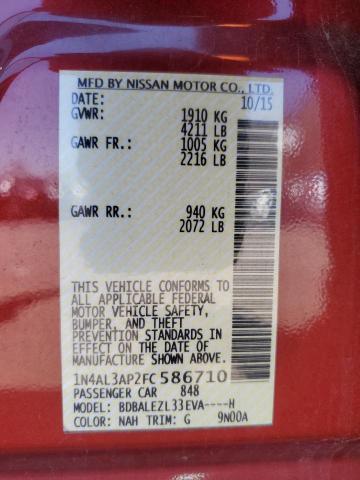 MFD BY NISSAN MOTOR CO., LTD.
DATE: 10/15
GVWR: 1910 KG
4211 LB
GAWR FR.: 1005 KG
2216 LB
GAWR RR.: 940 KG
2072 LB
THIS VEHICLE CONFORMS TO
ALL APPLICABLE FEDERAL
MOTOR VEHICLE SAFETY,
BUMPER, AND THEFT
PREVENTION STANDARDS IN
EFFECT ON THE DATE OF
MANUFACTURE SHOWN ABOVE.
1N4AL3AP2FC586710
PASSENGER CAR 848
MODEL: BDBALEZL33EVA----H
COLOR: NAH TRIM: G 9N00A